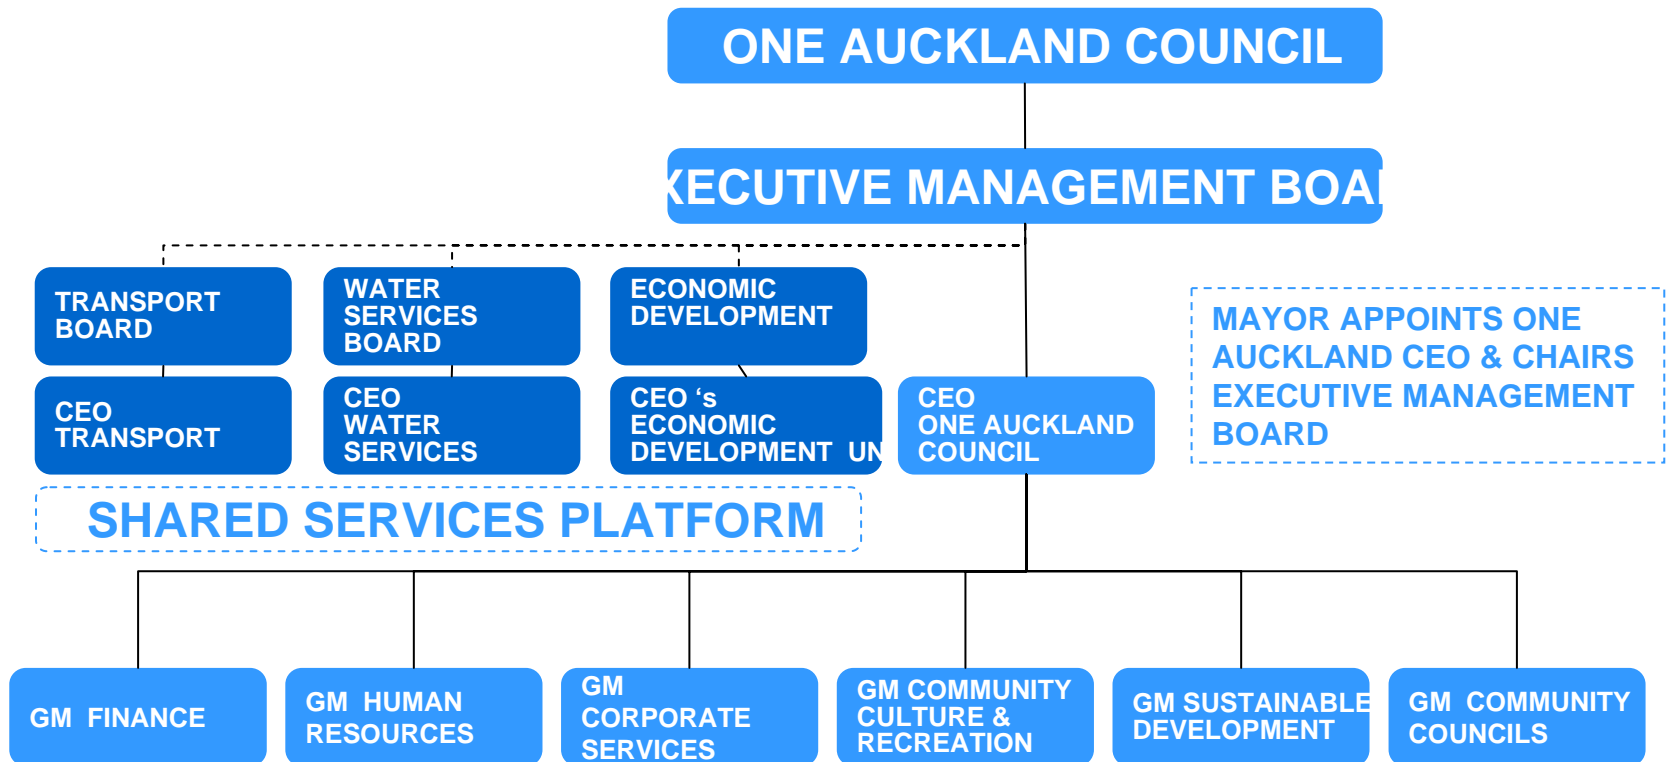 ONE AUCKLAND COUNCIL
XECUTIVE MANAGEMENT BOA
TRANSPORT
BOARD
WATER
SERVICES
BOARD
ECONOMIC
DEVELOPMENT
MAYOR APPOINTS ONE
AUCKLAND CEO & CHAIRS
EXECUTIVE MANAGEMENT
BOARD
CEO
TRANSPORT
CEO
WATER
SERVICES
CEO ‘s
ECONOMIC
DEVELOPMENT UN
CEO
ONE AUCKLAND
COUNCIL
SHARED SERVICES PLATFORM
GM FINANCE
GM HUMAN
RESOURCES
GM
CORPORATE
SERVICES
GM COMMUNITY
CULTURE &
RECREATION
GM SUSTAINABLE
DEVELOPMENT
GM COMMUNITY
COUNCILS